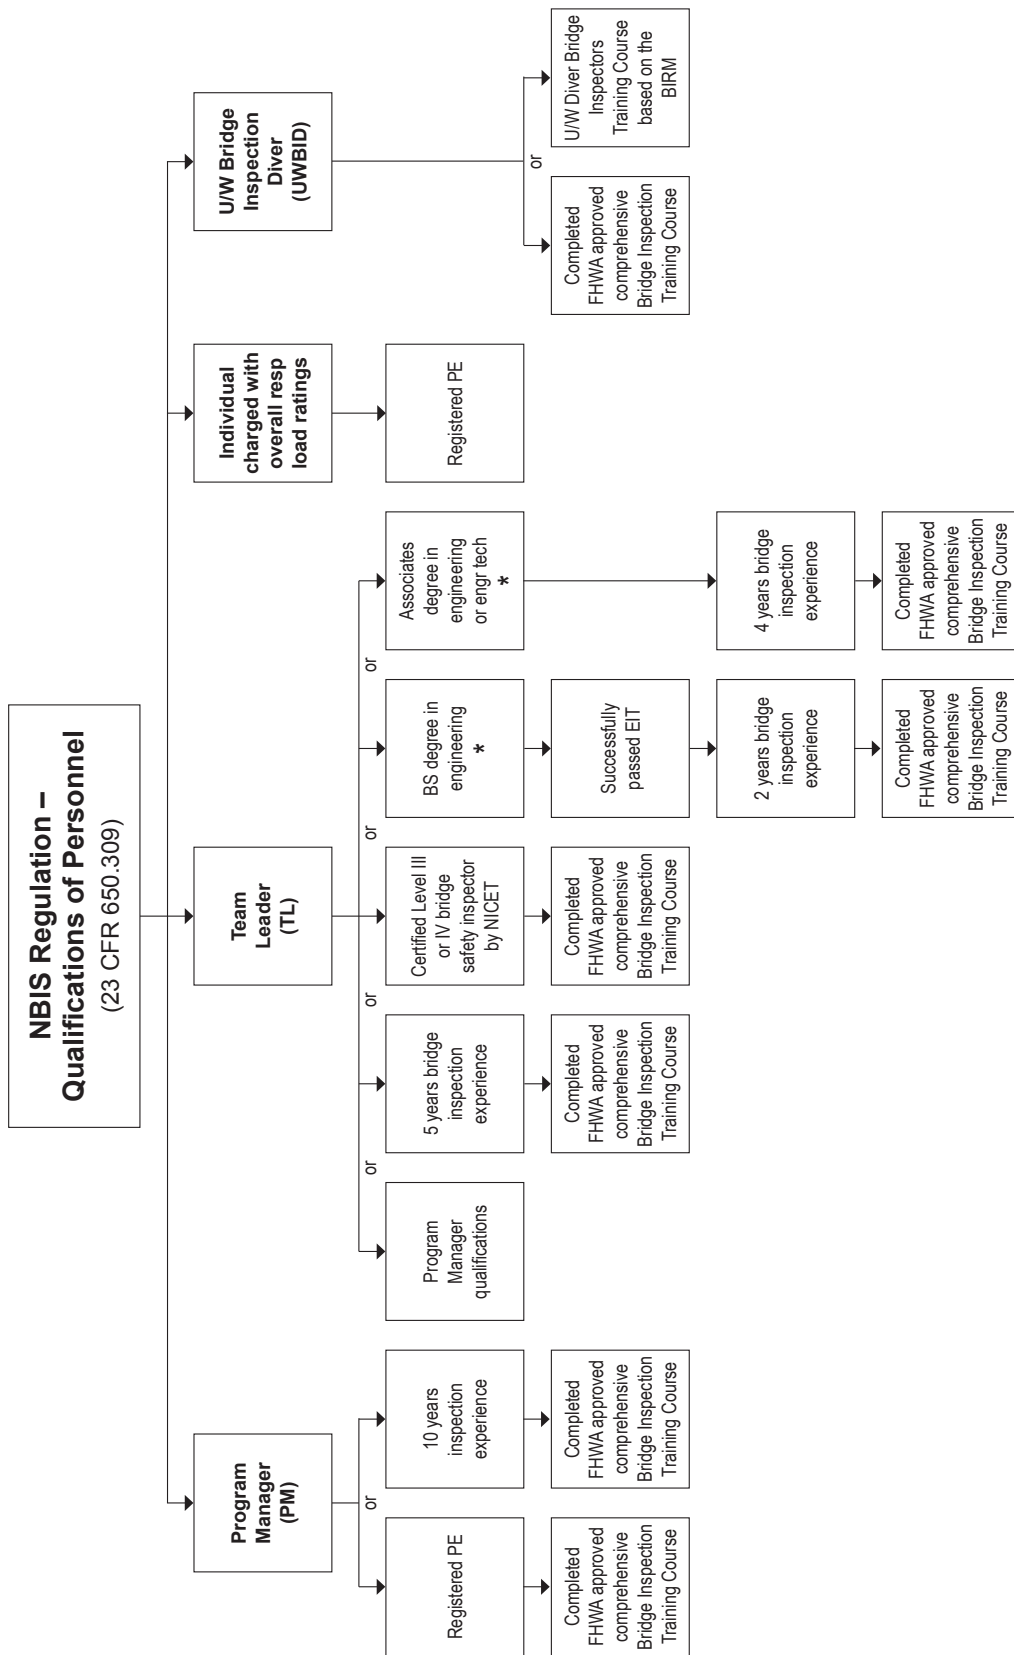 NBIS Regulation –
Qualifications of Personnel
(23 CFR 650.309)
Program
Manager
(PM)
Registered PE
Completed
FHWA approved
comprehensive
Bridge Inspection
Training Course
or
10 years
inspection
experience
Completed
FHWA approved
comprehensive
Bridge Inspection
Training Course
Team
Leader
(TL)
Program
Manager
qualifications
or
5 years bridge
inspection
experience
Completed
FHWA approved
comprehensive
Bridge Inspection
Training Course
or
Certified Level III
or IV bridge
safety inspector
by NICET
Completed
FHWA approved
comprehensive
Bridge Inspection
Training Course
or
BS degree in
engineering
*
Successfully
passed EIT
2 years bridge
inspection
experience
Completed
FHWA approved
comprehensive
Bridge Inspection
Training Course
or
Associates
degree in
engineering
or engr tech
*
4 years bridge
inspection
experience
Completed
FHWA approved
comprehensive
Bridge Inspection
Training Course
Individual
charged with
overall resp
load ratings
Registered PE
U/W Bridge
Inspection
Diver
(UWBID)
Completed
FHWA approved
comprehensive
Bridge Inspection
Training Course
or
U/W Diver Bridge
Inspectors
Training Course
based on the
BIRM